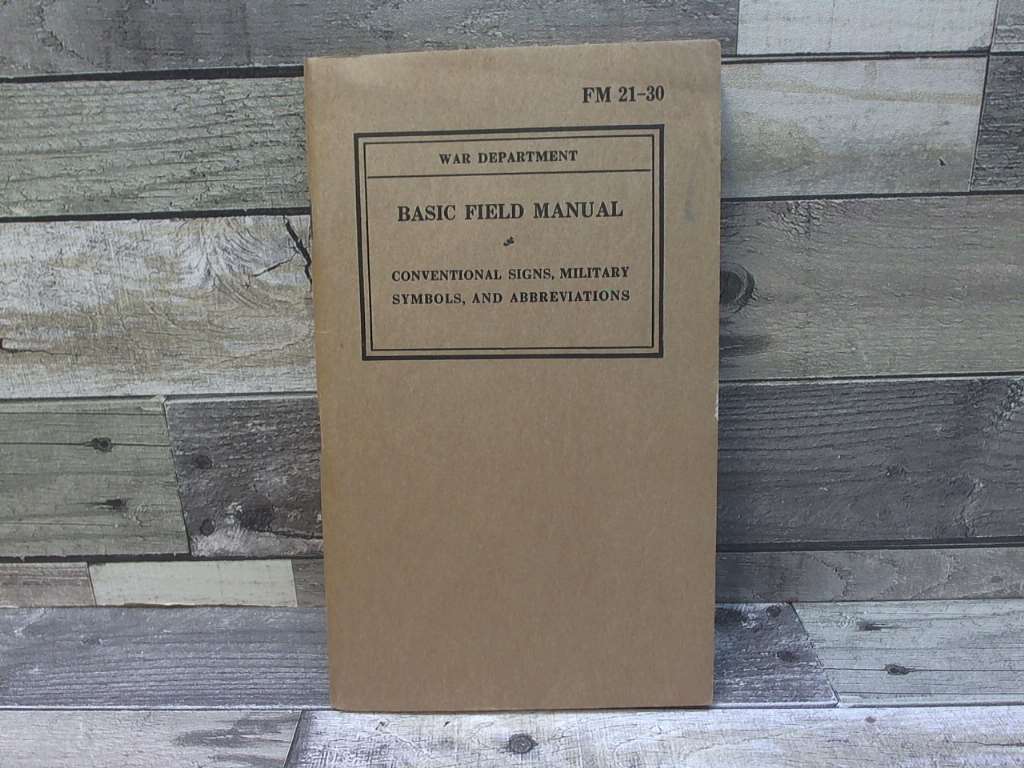 FM 21-30
WAR DEPARTMENT
BASIC FIELD MANUAL
CONVENTIONAL SIGNS, MILITARY
SYMBOLS, AND ABBREVIATIONS